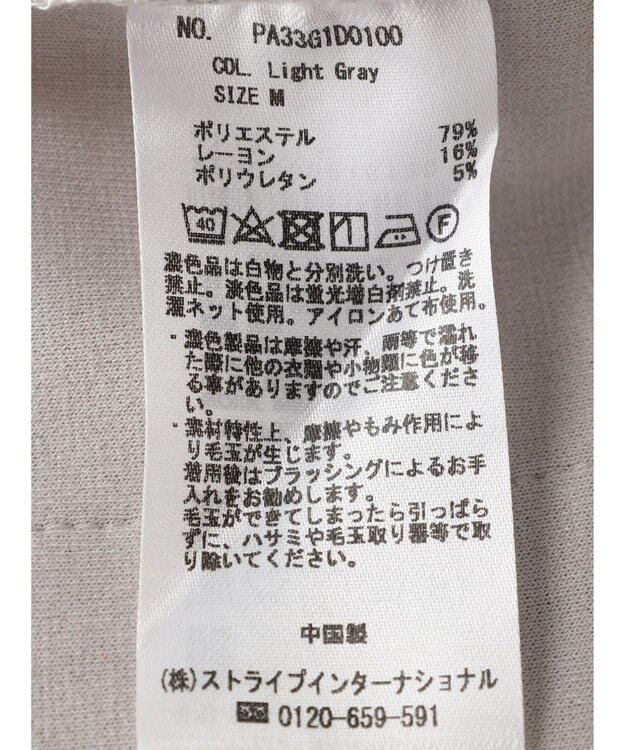 NO. PA33G1D0100
COL. Light Gray
SIZE M
ポリエステル 79%
レーヨン 16%
ポリウレタン 5%
40
F
濃色品は白物と分別洗い。つけ置き
禁止。淡色品は蛍光増白剤禁止。洗
濯ネット使用。アイロンあて布使用。
・濃色製品は摩擦や汗、雨等で濡れ
た際に他の衣類や小物類に色が移
る事がありますのでご注意くださ
い。
・素材特性上、摩擦やもみ作用によ
り毛玉が生じます。
着用後はブラッシングによるお手
入れをお勧めします。
毛玉ができてしまったら引っぱら
ずに、ハサミや毛玉取り器等で取
り除いてください。
中国製
(株)ストライプインターナショナル
0120-659-591